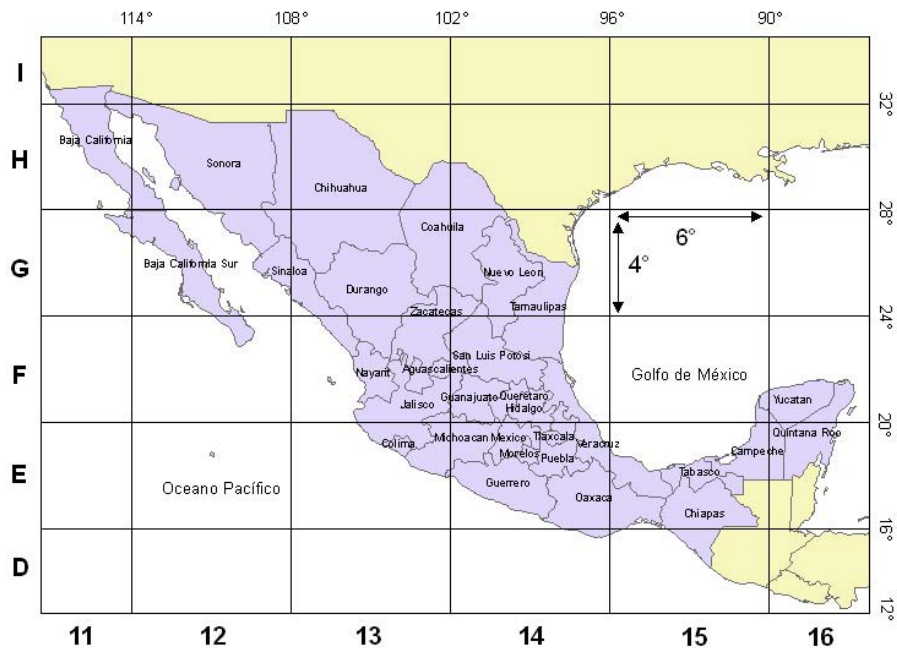 114° 108° 102° 96° 90°
I
32°
Baja California
H
Sonora
Chihuahua
28°
Coahuila
6°
G
Baja California Sur
Sinaloa
Nuevo Leon
4°
Durango
Zacatecas
Tamaulipas
24°
San Luis Potosi
F
Nayarit
Aguascalientes
Golfo de México
Jalisco
Guanajuato
Queretaro
Hidalgo
Yucatan
20°
Colima
Michoacan
Mexico
Tlaxcala
Veracruz
Quintana Roo
Morelos
Puebla
Campeche
E
Oceano Pacífico
Guerrero
Oaxaca
Tabasco
Chiapas
16°
D
12°
11 12 13 14 15 16